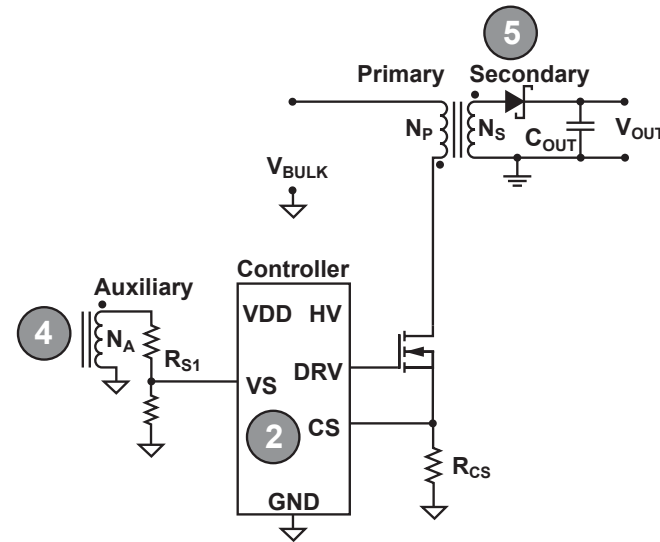 5
Primary Secondary
N_P N_S C_OUT V_OUT
V_BULK
Controller
Auxiliary
VDD HV
4
N_A R_S1
DRV
VS
CS
2
R_CS
GND